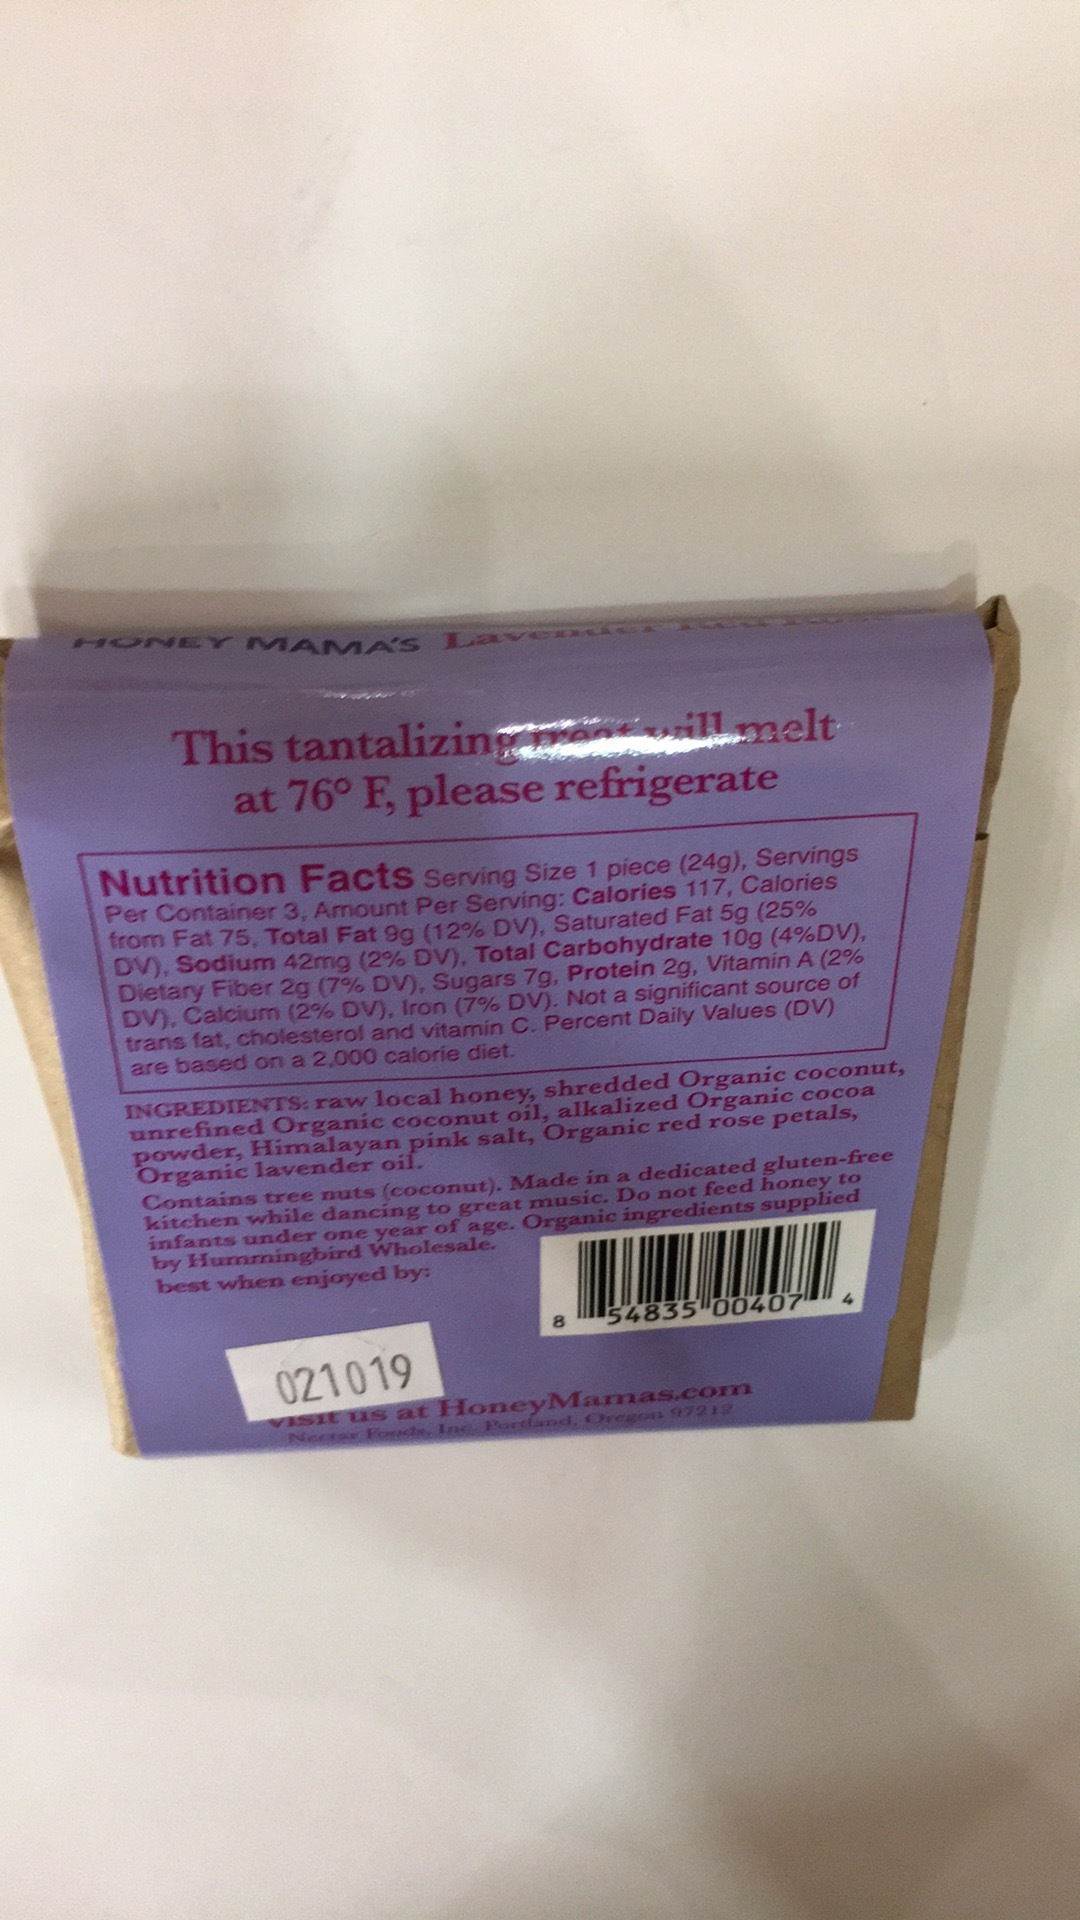 HONEY MAMA'S Lavender Red Rose
This tantalizing treat will melt
at 76° F, please refrigerate
Nutrition Facts Serving Size 1 piece (24g), Servings
Per Container 3, Amount Per Serving: Calories 117, Calories
from Fat 75, Total Fat 9g (12% DV), Saturated Fat 5g (25%
DV), Sodium 42mg (2% DV), Total Carbohydrate 10g (4%DV),
Dietary Fiber 2g (7% DV), Sugars 7g, Protein 2g, Vitamin A (2%
DV), Calcium (2% DV), Iron (7% DV). Not a significant source of
trans fat, cholesterol and vitamin C. Percent Daily Values (DV)
are based on a 2,000 calorie diet.
INGREDIENTS: raw local honey, shredded Organic coconut,
unrefined Organic coconut oil, alkalized Organic cocoa
powder, Himalayan pink salt, Organic red rose petals,
Organic lavender oil.
Contains tree nuts (coconut). Made in a dedicated gluten-free
kitchen while dancing to great music. Do not feed honey to
infants under one year of age. Organic ingredients supplied
by Hummingbird Wholesale.
best when enjoyed by:
8 54835 00407 4
021019
visit us at HoneyMamas.com
Nectar Foods, Inc. Portland, Oregon 97212